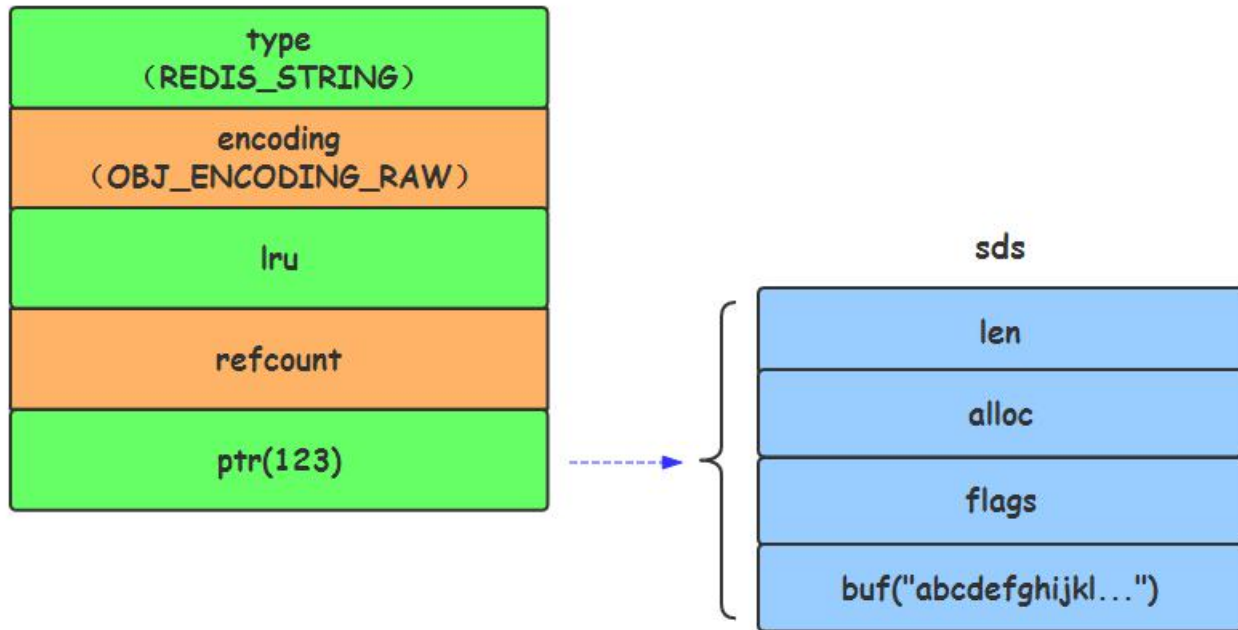 type
（REDIS_STRING）
encoding
（OBJ_ENCODING_RAW）
lru
refcount
ptr(123)
sds
len
alloc
flags
buf("abcdefghijkl...")